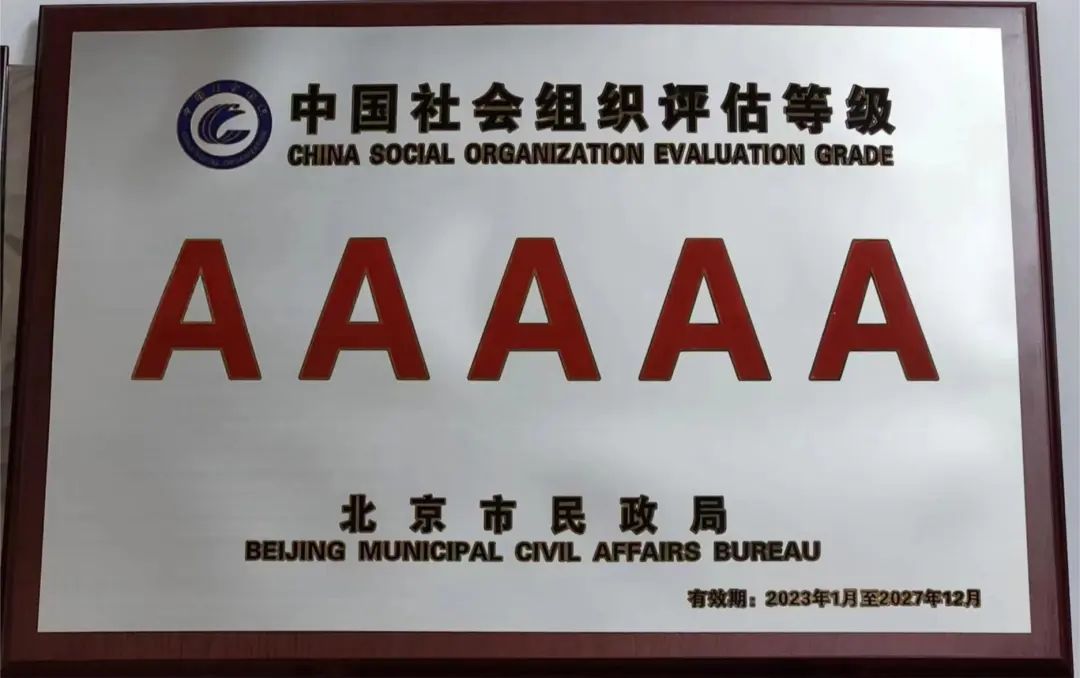 中国社会组织评估等级
CHINA SOCIAL ORGANIZATION EVALUATION GRADE
AAAAA
北京市民政局
BEIJING MUNICIPAL CIVIL AFFAIRS BUREAU
有效期：2023年1月至2027年12月